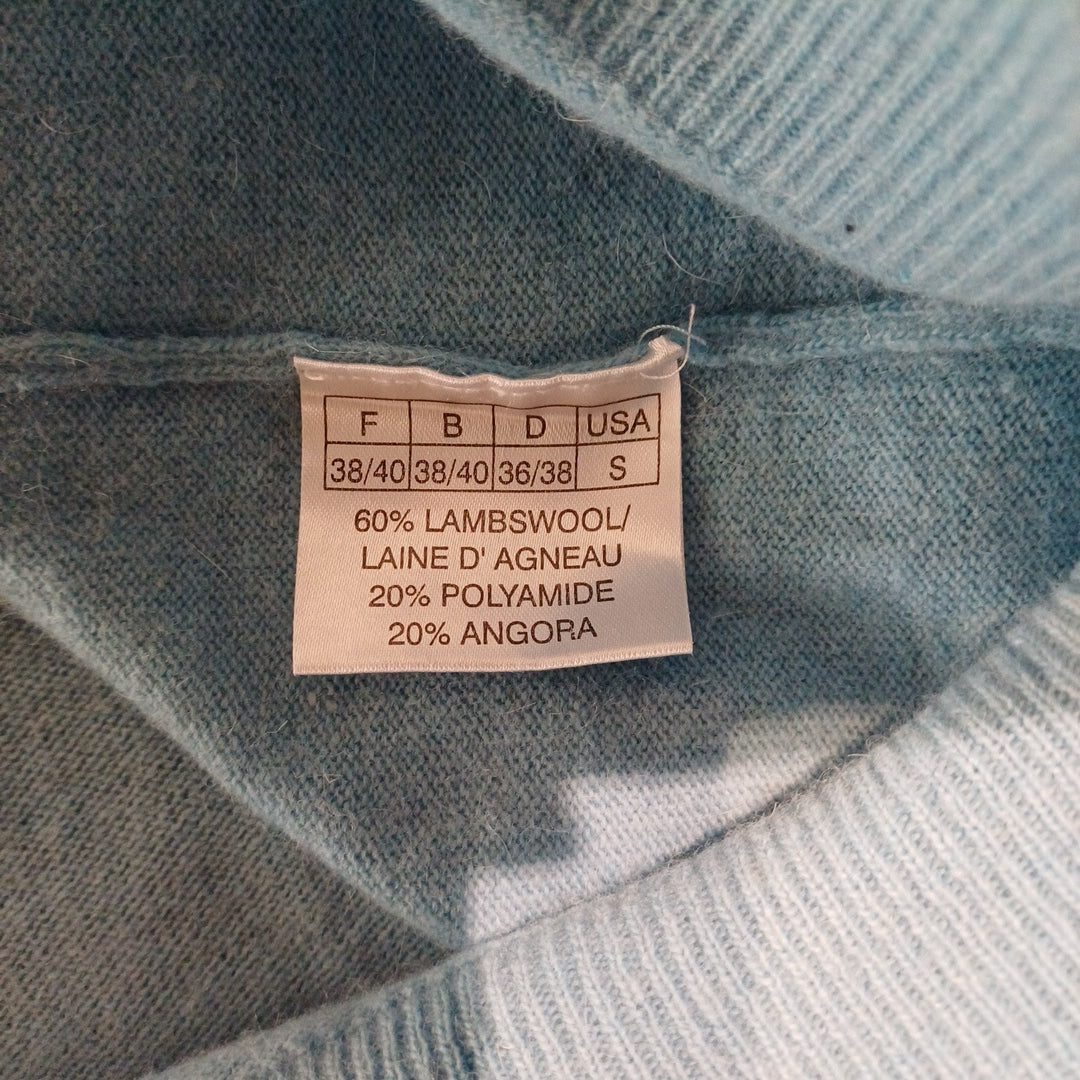 F B D USA
38/40 38/40 36/38 S
60% LAMBSWOOL/
LAINE D' AGNEAU
20% POLYAMIDE
20% ANGORA